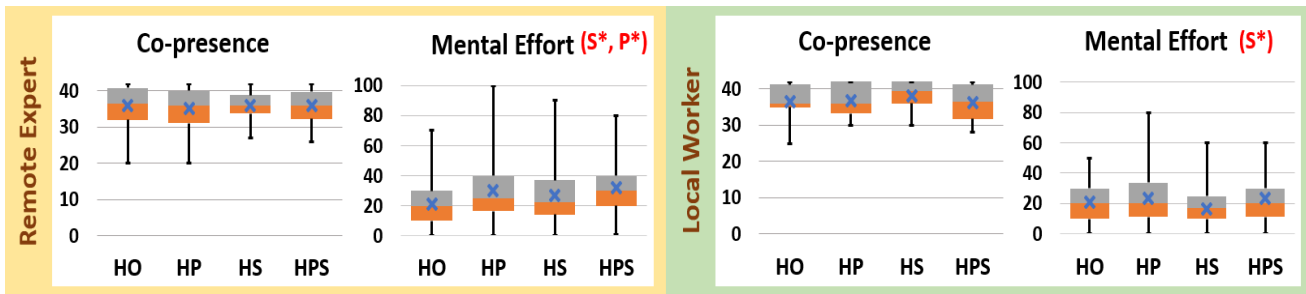 Remote Expert
Co-presence
40
30
20
0
HO HP HS HPS
Mental Effort (S*, P*)
100
80
60
40
20
0
HO HP HS HPS
Local Worker
Co-presence
40
30
20
10
0
HO HP HS HPS
Mental Effort (S*)
100
80
60
40
20
0
HO HP HS HPS